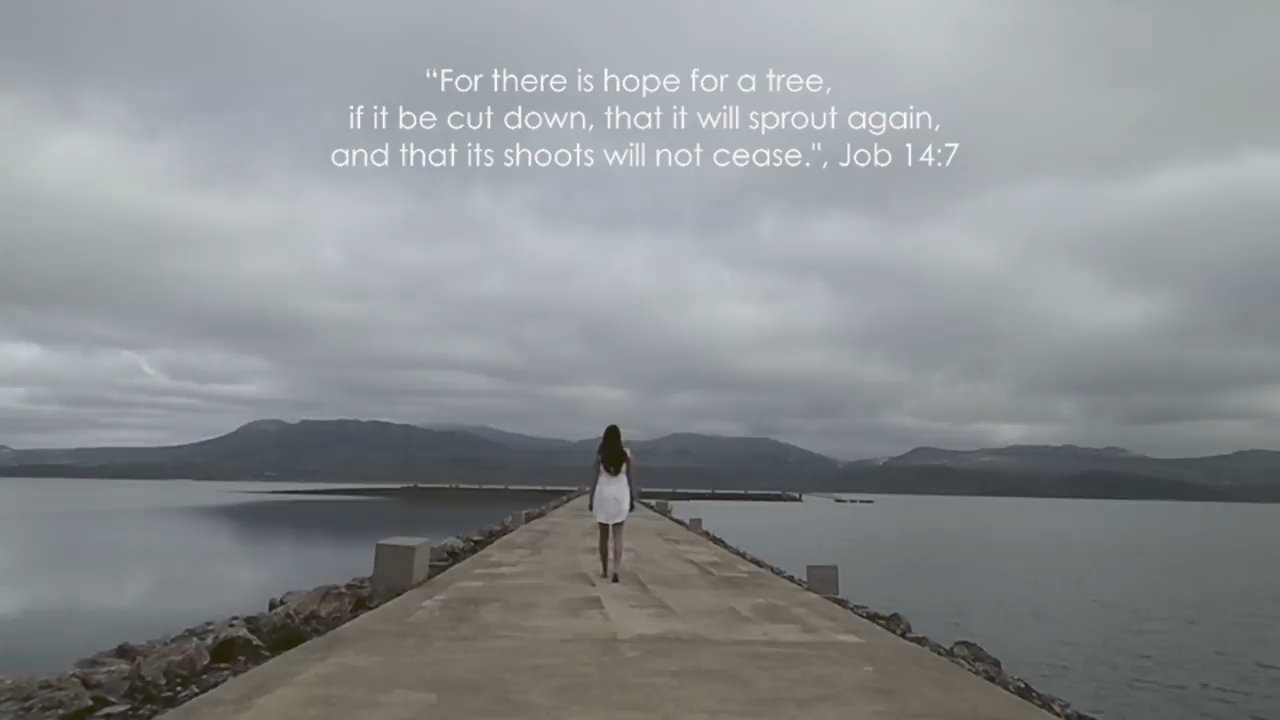 “For there is hope for a tree,
if it be cut down, that it will sprout again,
and that its shoots will not cease.", Job 14:7